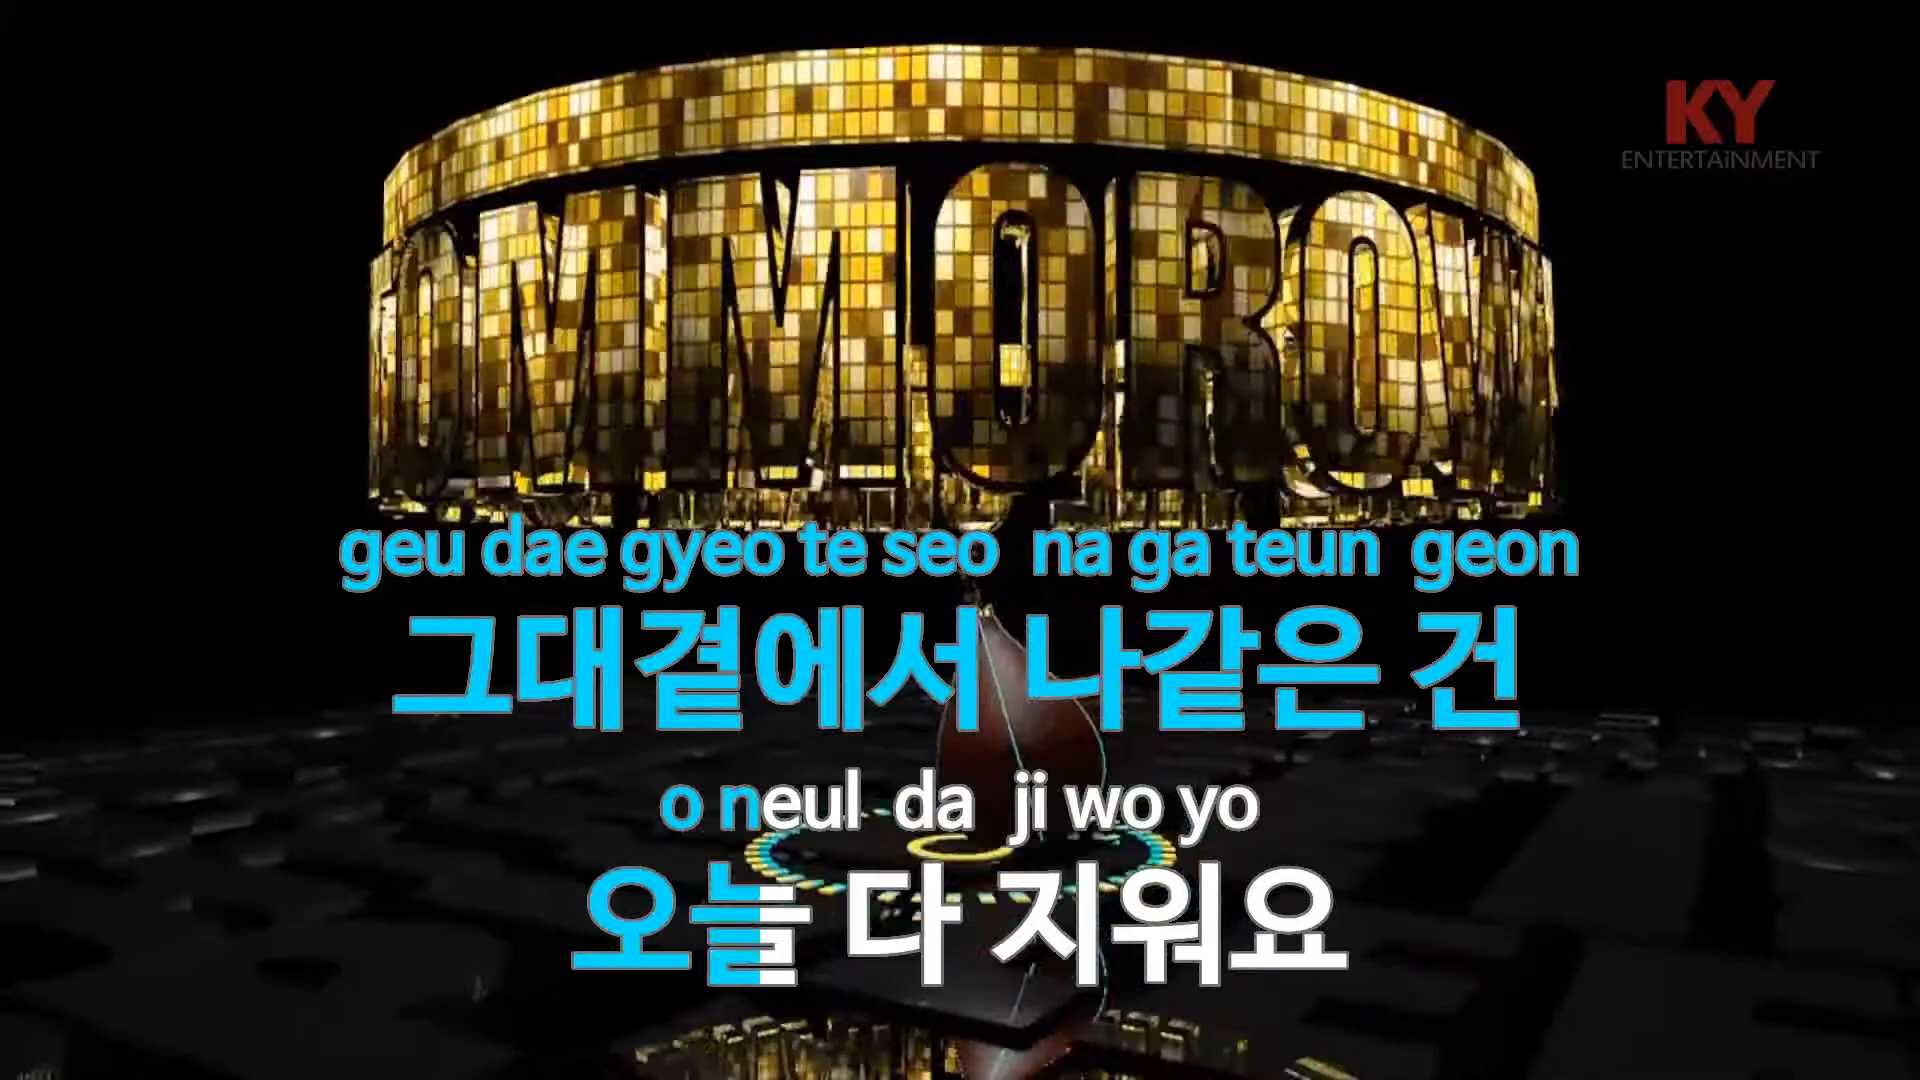 KY
ENTERTAiNMENT
OMMOROW
geu dae gyeo te seo na ga teun geon
그대곁에서 나같은 건
o neul da ji wo yo
오늘 다 지워요